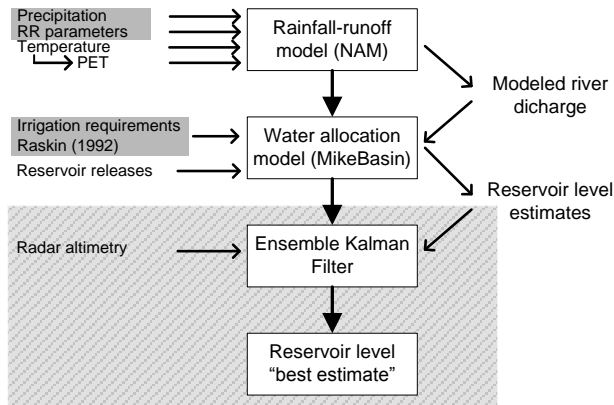 Precipitation
RR parameters
Temperature
PET
Rainfall-runoff
model (NAM)
Modeled river
dicharge
Irrigation requirements
Raskin (1992)
Reservoir releases
Water allocation
model (MikeBasin)
Reservoir level
estimates
Radar altimetry
Ensemble Kalman
Filter
Reservoir level
“best estimate”